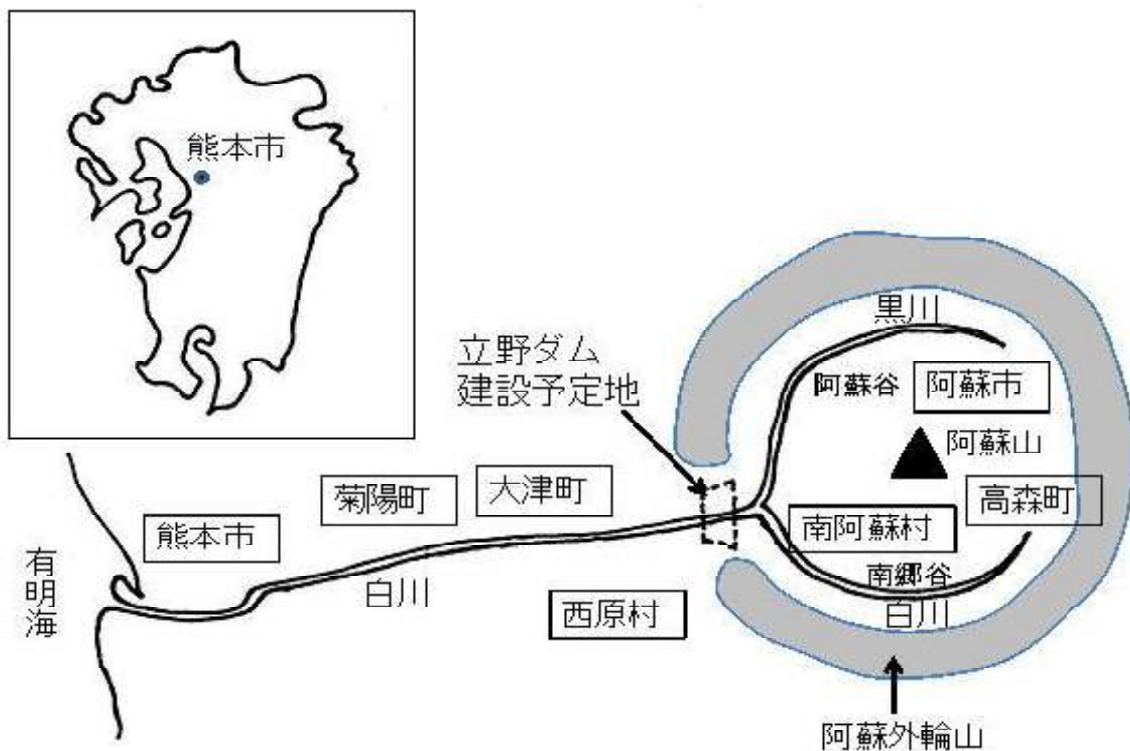 熊本市
黒川
立野ダム
建設予定地
阿蘇谷
阿蘇市
阿蘇山
菊陽町
大津町
高森町
熊本市
南阿蘇村
有明海
白川
南郷谷
西原村
白川
阿蘇外輪山